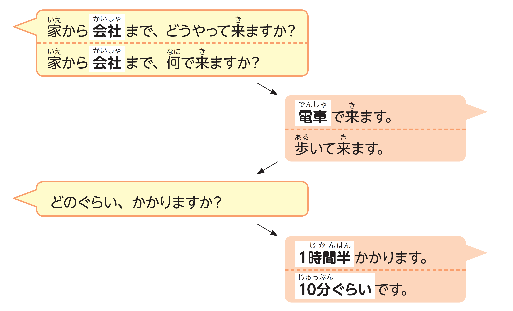 家から会社まで、どうやって来ますか？
家から会社まで、何で来ますか？
電車で来ます。
歩いて来ます。
どのぐらい、かかりますか？
1時間半かかります。
10分ぐらいです。